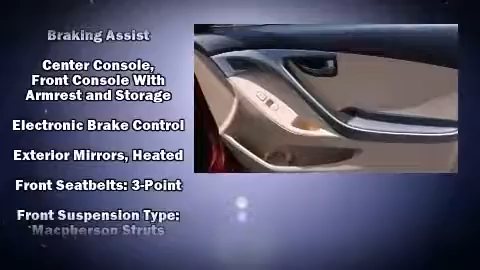 Braking Assist
Center Console,
Front Console With
Armrest and Storage
Electronic Brake Control
Exterior Mirrors, Heated
Front Seatbelts: 3-Point
Front Suspension Type:
Macpherson Struts